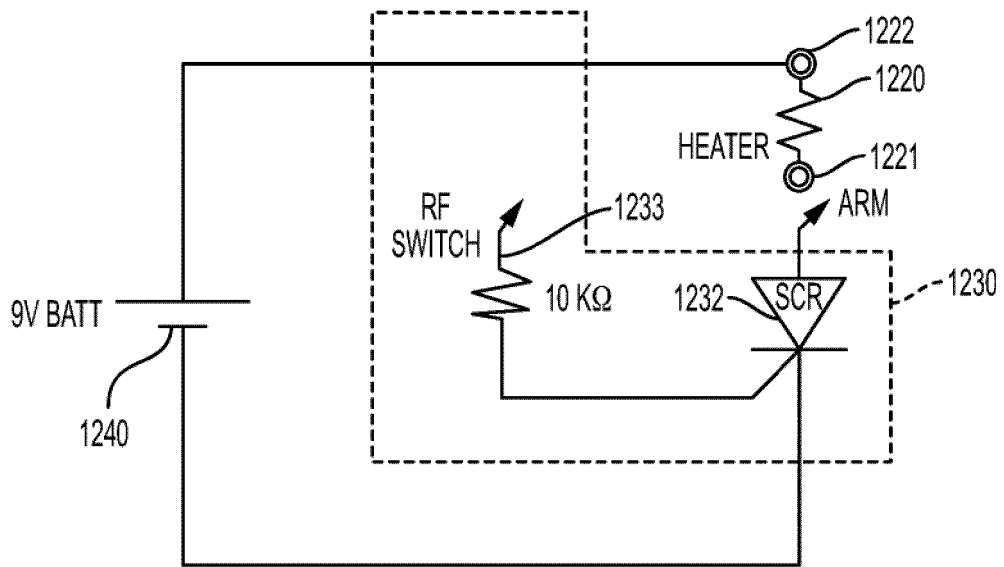 1222
1220
HEATER
1221
RF
SWITCH
1233
ARM
10 KΩ
1232
SCR
1230
9V BATT
1240